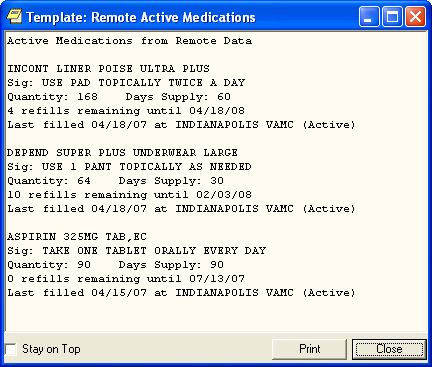 Template: Remote Active Medications
Active Medications from Remote Data
INCONT LINER POISE ULTRA PLUS
Sig: USE PAD TOPICALLY TWICE A DAY
Quantity: 168    Days Supply: 60
4 refills remaining until 04/18/08
Last filled 04/18/07 at INDIANAPOLIS VAMC (Active)
DEPEND SUPER PLUS UNDERWEAR LARGE
Sig: USE 1 PANT TOPICALLY AS NEEDED
Quantity: 64    Days Supply: 30
10 refills remaining until 02/03/08
Last filled 04/18/07 at INDIANAPOLIS VAMC (Active)
ASPIRIN 325MG TAB,EC
Sig: TAKE ONE TABLET ORALLY EVERY DAY
Quantity: 90    Days Supply: 90
0 refills remaining until 07/13/07
Last filled 04/15/07 at INDIANAPOLIS VAMC (Active)
Stay on Top    Print    Close